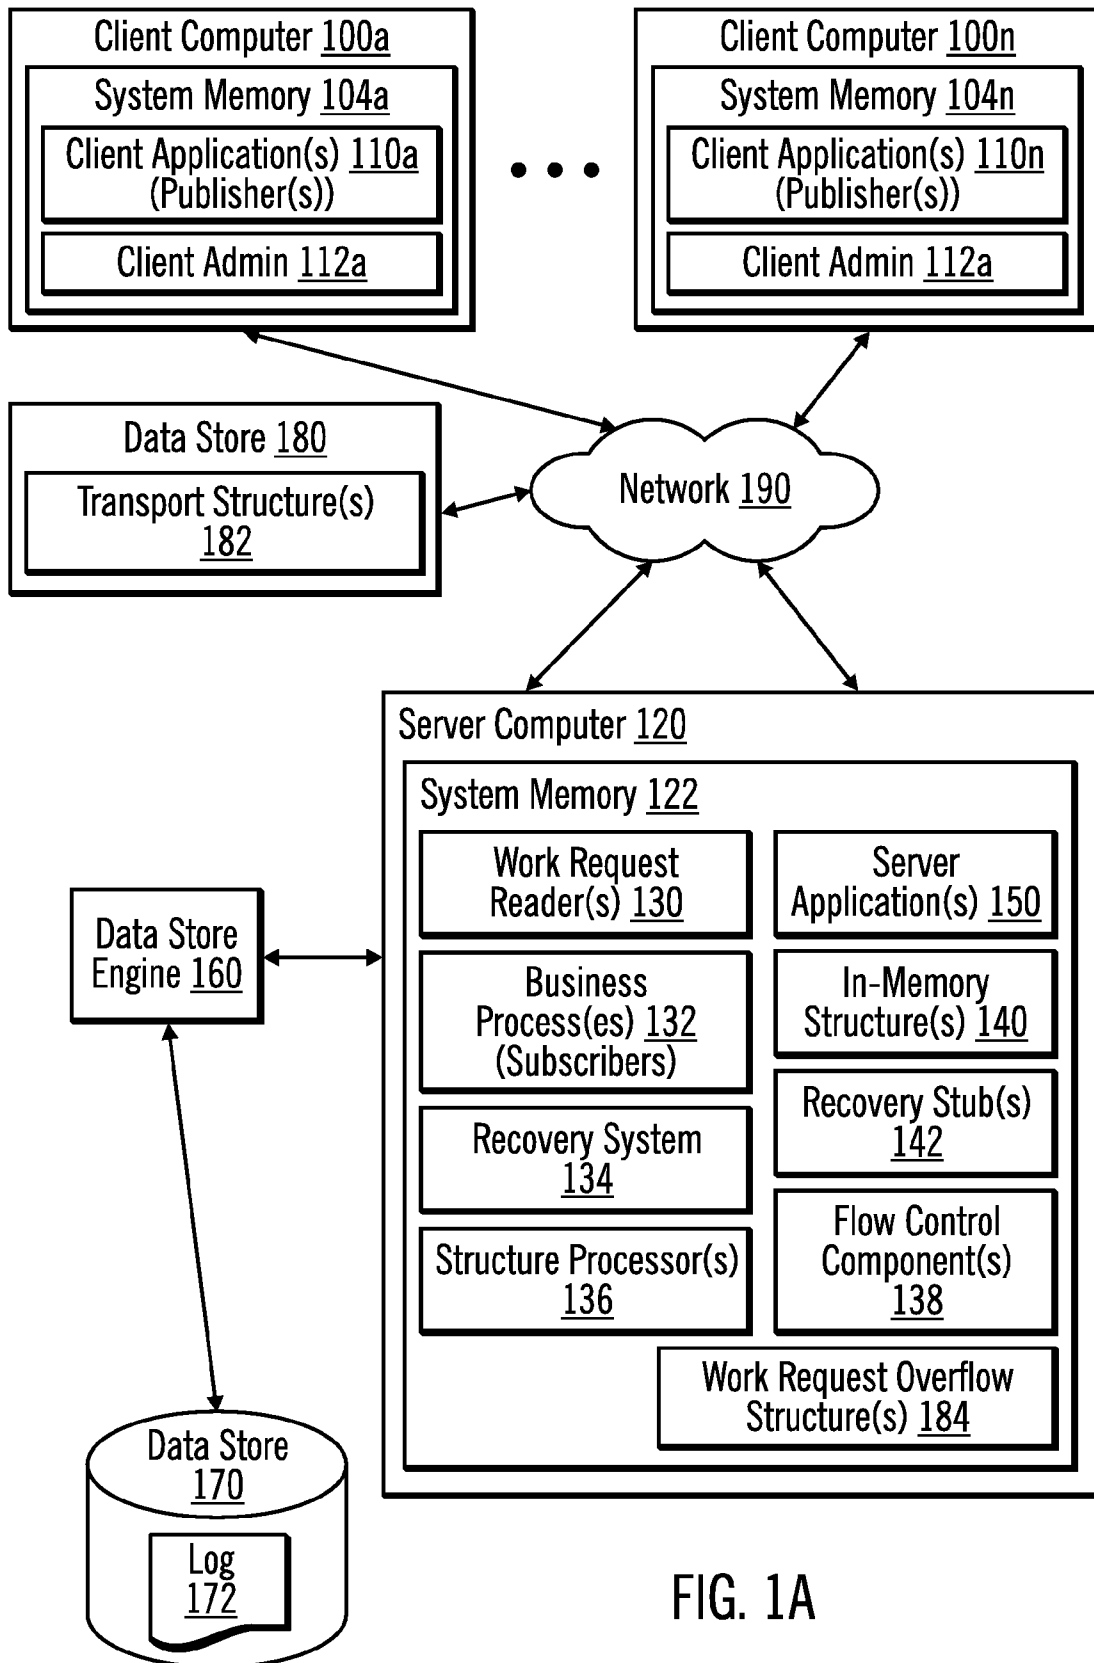 Client Computer 100a
System Memory 104a
Client Application(s) 110a
(Publisher(s))
Client Admin 112a
Client Computer 100n
System Memory 104n
Client Application(s) 110n
(Publisher(s))
Client Admin 112a
Data Store 180
Transport Structure(s)
182
Network 190
Server Computer 120
System Memory 122
Work Request
Reader(s) 130
Server
Application(s) 150
Business
Process(es) 132
(Subscribers)
In-Memory
Structure(s) 140
Recovery System
134
Recovery Stub(s)
142
Structure Processor(s)
136
Flow Control
Component(s)
138
Work Request Overflow
Structure(s) 184
Data Store
Engine 160
Data Store
170
Log
172
FIG. 1A